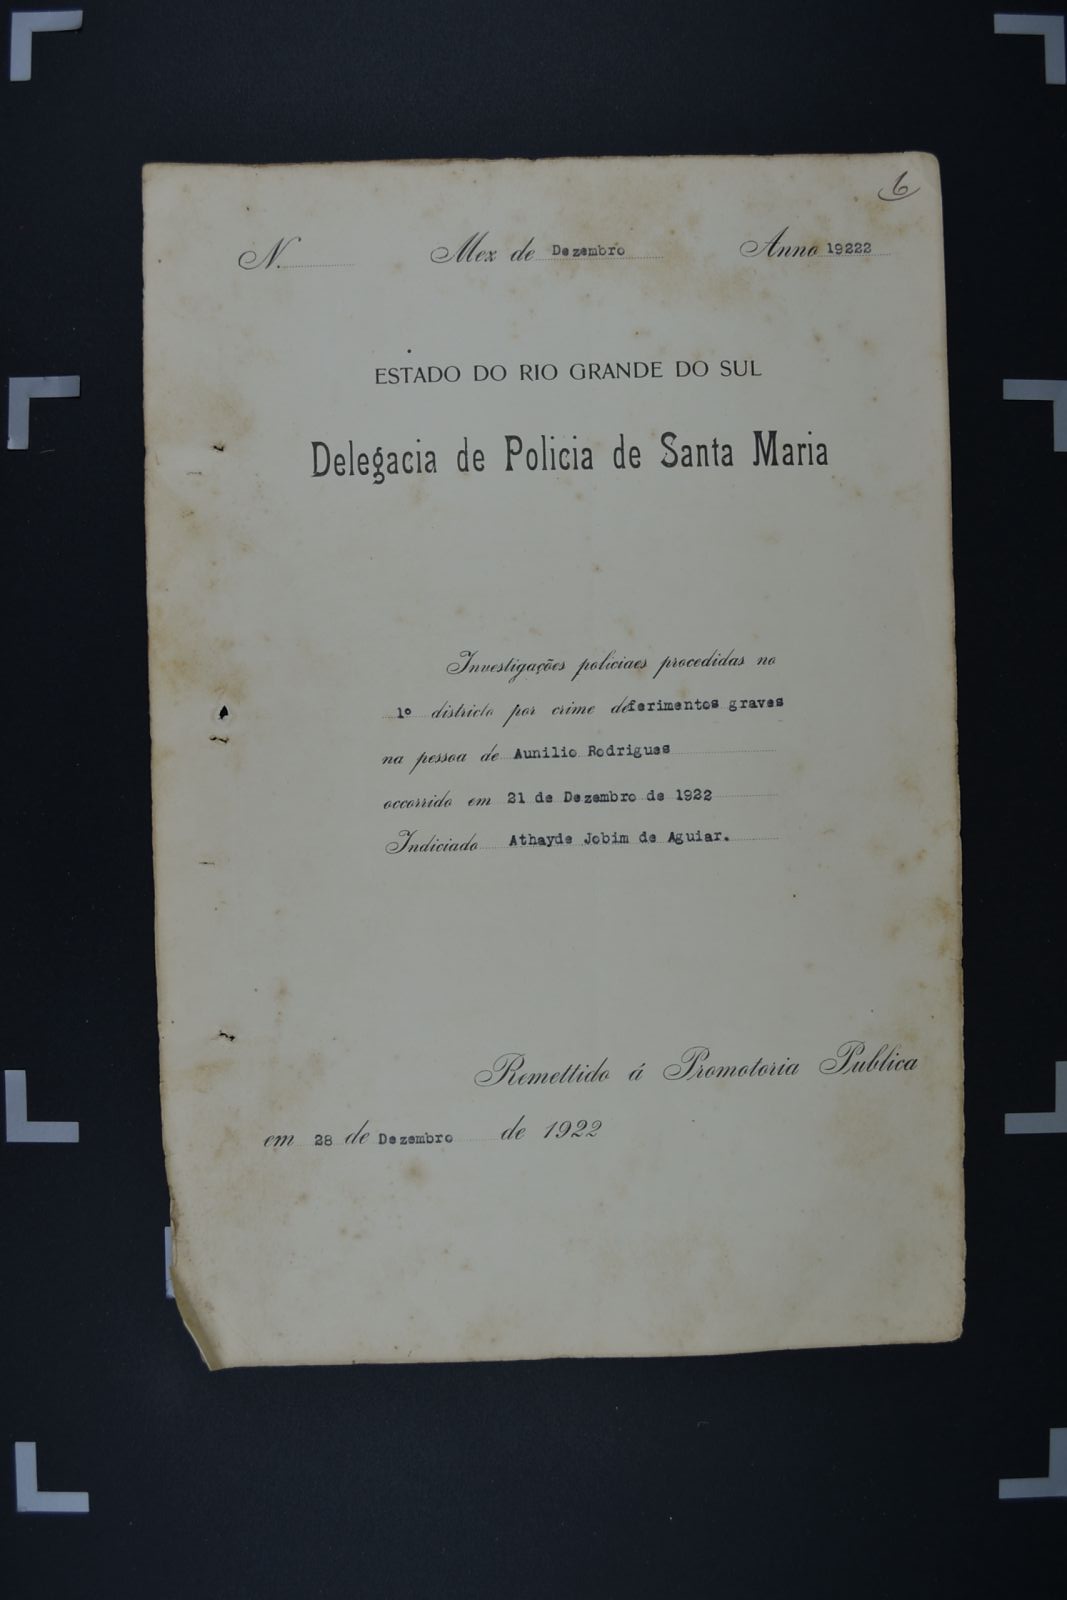 6
N. Mez de Dezembro Anno 19222
ESTADO DO RIO GRANDE DO SUL
Delegacia de Policia de Santa Maria
Investigações policiaes procedidas no
1º districto por crime de ferimentos graves
na pessoa de Aunilio Rodrigues
occorrido em 21 de Dezembro de 1922
Indiciado Athayde Jobim de Aguiar.
Remettido á Promotoria Publica
em 28 de Dezembro de 1922